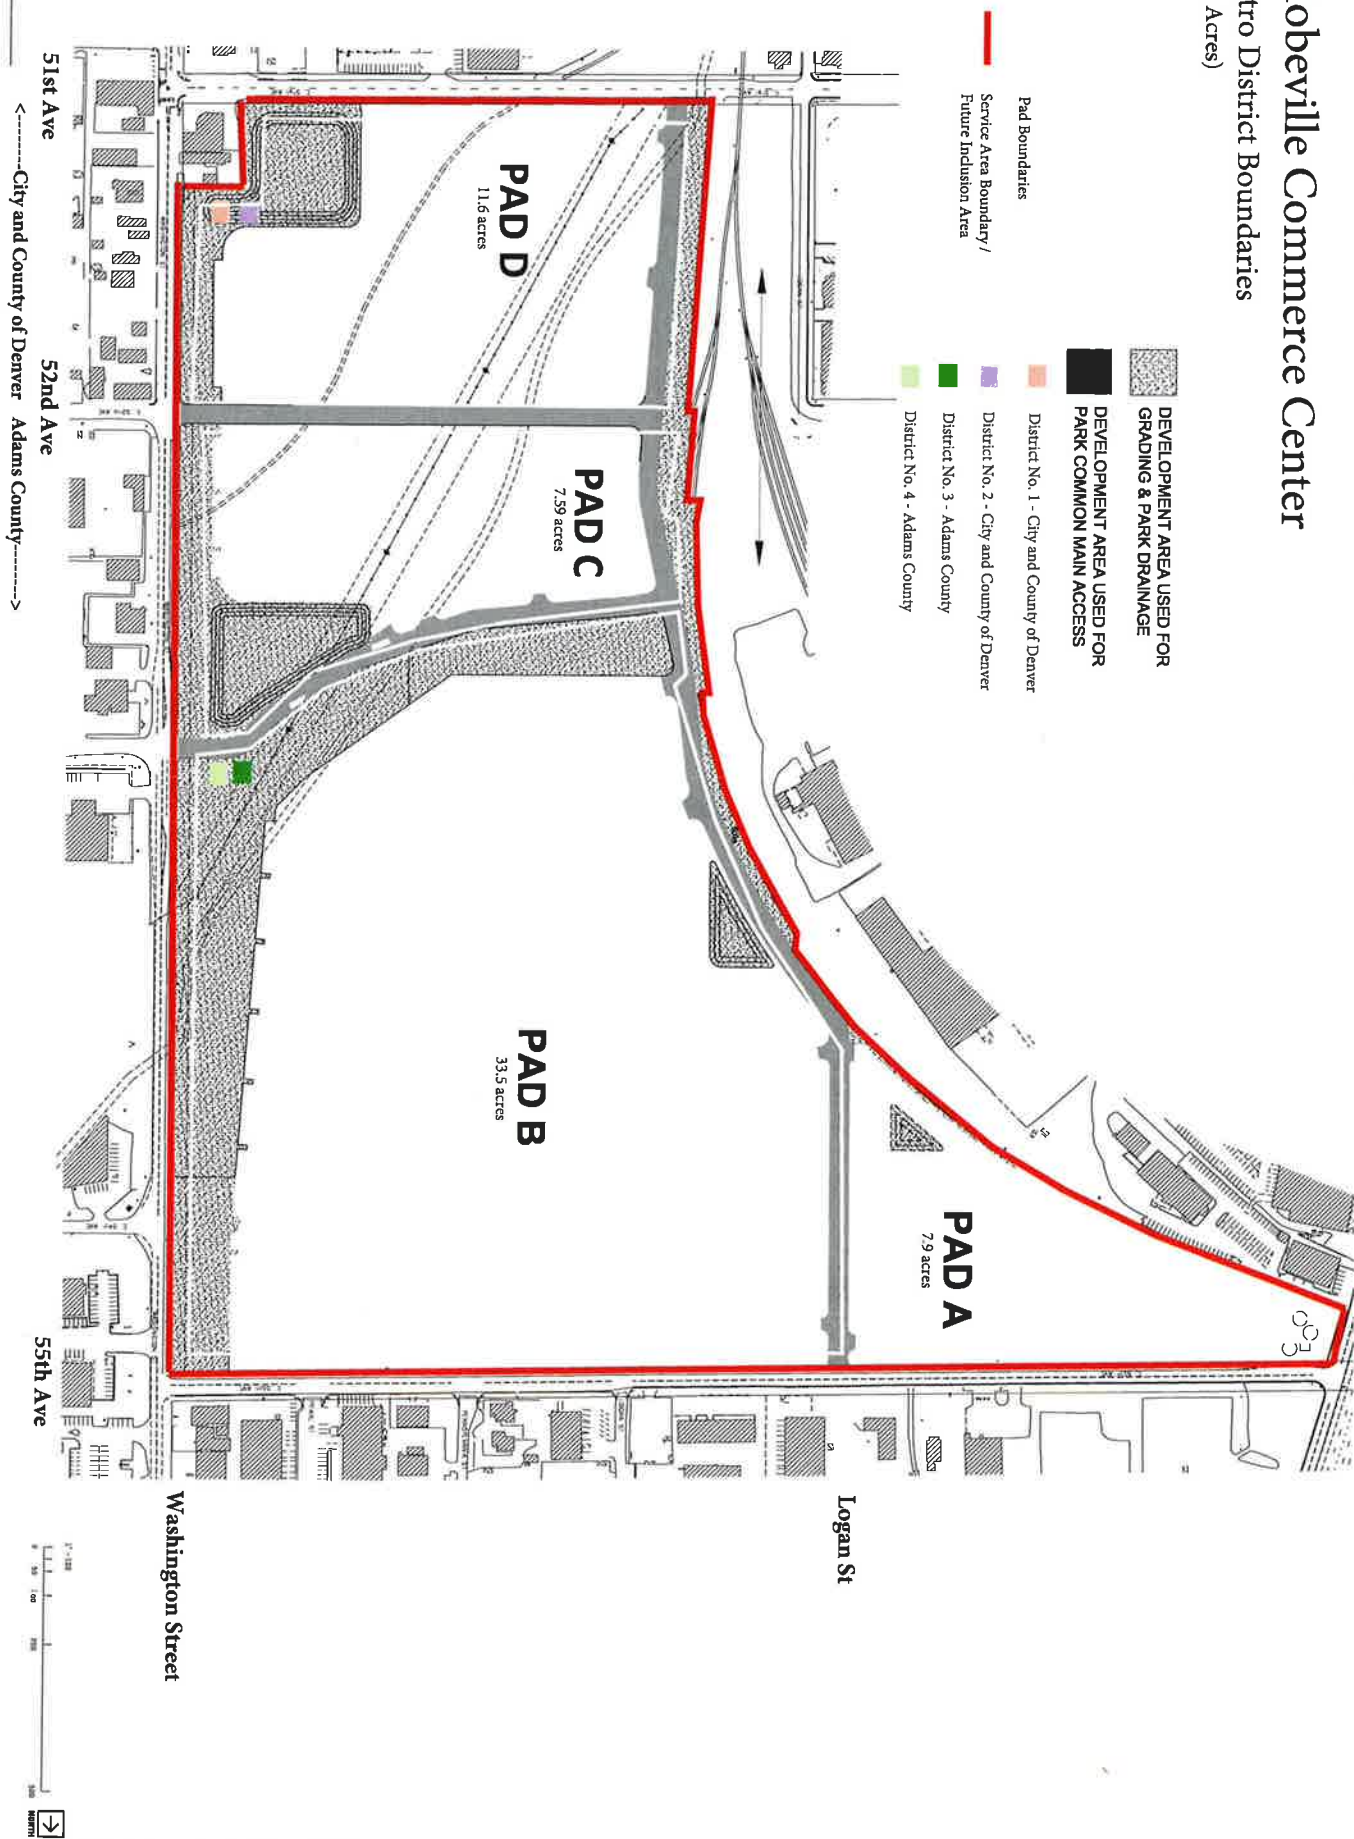 obeville Commerce Center
tro District Boundaries
Acres)
DEVELOPMENT AREA USED FOR
GRADING & PARK DRAINAGE
DEVELOPMENT AREA USED FOR
PARK COMMON MAIN ACCESS
Pad Boundaries
Service Area Boundary /
Future Inclusion Area
District No. 1 - City and County of Denver
District No. 2 - City and County of Denver
District No. 3 - Adams County
District No. 4 - Adams County
PAD D
11.6 acres
PAD C
7.59 acres
PAD B
33.5 acres
PAD A
7.9 acres
Logan St
Washington Street
51st Ave
52nd Ave
55th Ave
<-------City and County of Denver
Adams County------->
NORTH